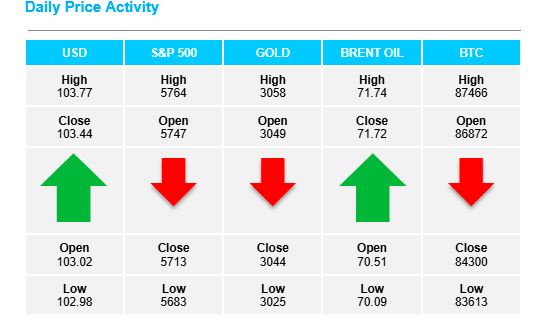 Daily Price Activity
USD S&P 500 GOLD BRENT OIL BTC
High High High High High
103.77 5764 3058 71.74 87466
Close Open Open Close Open
103.44 5747 3049 71.72 86872
Open Close Close Open Close
103.02 5713 3044 70.51 84300
Low Low Low Low Low
102.98 5683 3025 70.09 83613